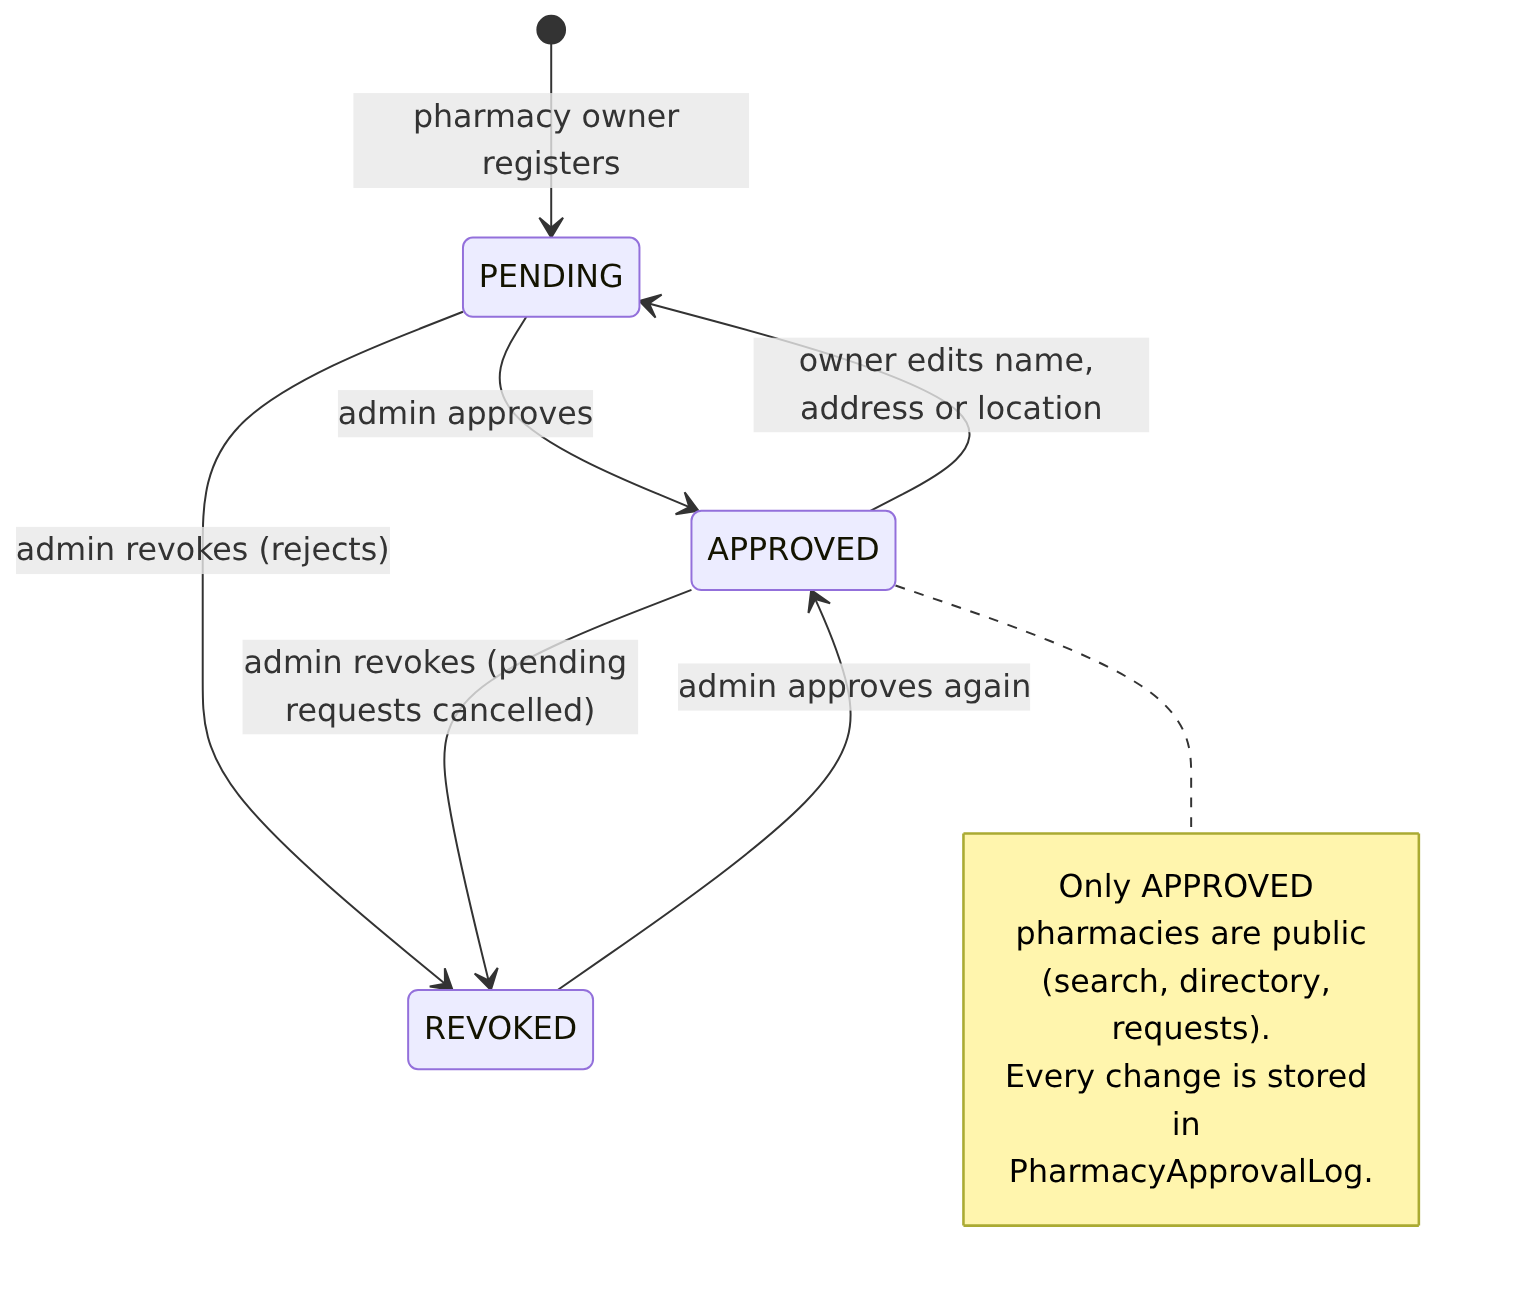 pharmacy owner
registers
PENDING
owner edits name,
address or location
admin approves
admin revokes (rejects)
APPROVED
admin revokes (pending
requests cancelled)
admin approves again
Only APPROVED
pharmacies are public
(search, directory,
requests).
Every change is stored
in
PharmacyApprovalLog.
REVOKED